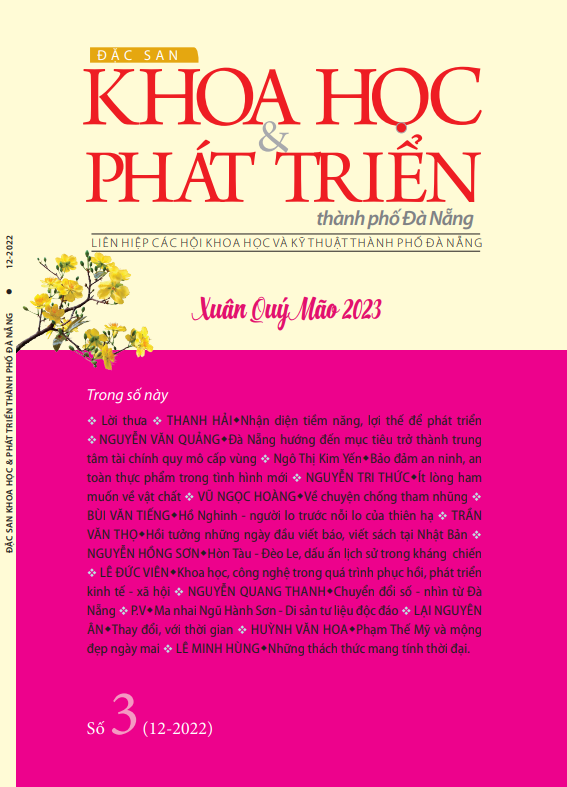 ĐẶC SAN
KHOA HỌC
&
PHÁT TRIỂN
thành phố Đà Nẵng
LIÊN HIỆP CÁC HỘI KHOA HỌC VÀ KỸ THUẬT THÀNH PHỐ ĐÀ NẴNG
Xuân Quý Mão 2023
ĐẶC SAN KHOA HỌC & PHÁT TRIỂN THÀNH PHỐ ĐÀ NẴNG ● 12-2022
Trong số này
❖ Lời thưa ❖ THANH HẢI◆Nhận diện tiềm năng, lợi thế để phát triển
❖ NGUYỄN VĂN QUẢNG◆Đà Nẵng hướng đến mục tiêu trở thành trung
tâm tài chính quy mô cấp vùng ❖ Ngô Thị Kim Yến◆Bảo đảm an ninh, an
toàn thực phẩm trong tình hình mới ❖ NGUYỄN TRI THỨC◆Ít lòng ham
muốn về vật chất ❖ VŨ NGỌC HOÀNG◆Về chuyện chống tham nhũng ❖
BÙI VĂN TIẾNG◆Hồ Nghinh - người lo trước nỗi lo của thiên hạ ❖ TRẦN
VĂN THỌ◆Hồi tưởng những ngày đầu viết báo, viết sách tại Nhật Bản ❖
NGUYỄN HỒNG SƠN◆Hòn Tàu - Đèo Le, dấu ấn lịch sử trong kháng chiến
❖ LÊ ĐỨC VIÊN◆Khoa học, công nghệ trong quá trình phục hồi, phát triển
kinh tế - xã hội ❖ NGUYỄN QUANG THANH◆Chuyển đổi số - nhìn từ Đà
Nẵng ❖ P.V◆Ma nhai Ngũ Hành Sơn - Di sản tư liệu độc đáo ❖ LẠI NGUYÊN
ÂN◆Thay đổi, với thời gian ❖ HUỲNH VĂN HOA◆Phạm Thế Mỹ và mộng
đẹp ngày mai ❖ LÊ MINH HÙNG◆Những thách thức mang tính thời đại.
Số 3 (12-2022)